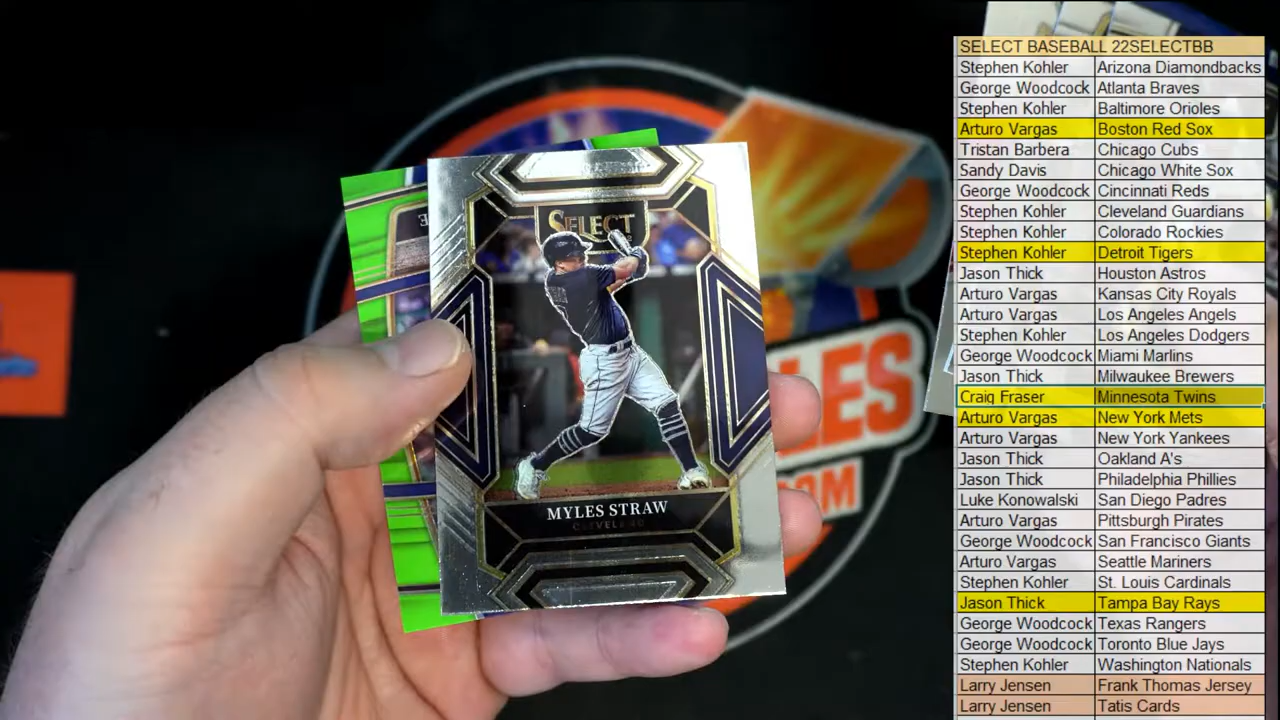 SELECT
MYLES STRAW
CLEVELAND
LES
OM
SELECT BASEBALL 22SELECTBB
Stephen Kohler Arizona Diamondbacks
George Woodcock Atlanta Braves
Stephen Kohler Baltimore Orioles
Arturo Vargas Boston Red Sox
Tristan Barbera Chicago Cubs
Sandy Davis Chicago White Sox
George Woodcock Cincinnati Reds
Stephen Kohler Cleveland Guardians
Stephen Kohler Colorado Rockies
Stephen Kohler Detroit Tigers
Jason Thick Houston Astros
Arturo Vargas Kansas City Royals
Arturo Vargas Los Angeles Angels
Stephen Kohler Los Angeles Dodgers
George Woodcock Miami Marlins
Jason Thick Milwaukee Brewers
Craig Fraser Minnesota Twins
Arturo Vargas New York Mets
Arturo Vargas New York Yankees
Jason Thick Oakland A's
Jason Thick Philadelphia Phillies
Luke Konowalski San Diego Padres
Arturo Vargas Pittsburgh Pirates
George Woodcock San Francisco Giants
Arturo Vargas Seattle Mariners
Stephen Kohler St. Louis Cardinals
Jason Thick Tampa Bay Rays
George Woodcock Texas Rangers
George Woodcock Toronto Blue Jays
Stephen Kohler Washington Nationals
Larry Jensen Frank Thomas Jersey
Larry Jensen Tatis Cards